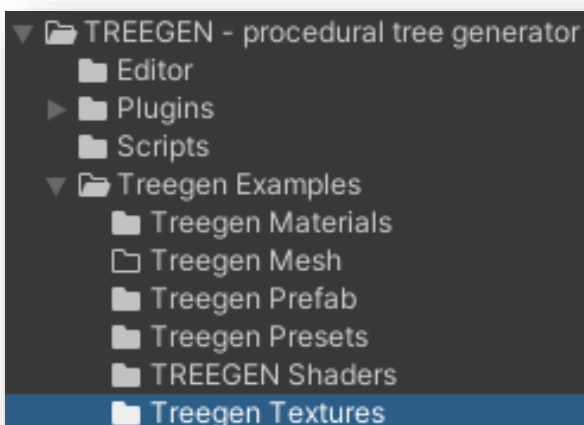 TREEGEN - procedural tree generator
Editor
Plugins
Scripts
Treegen Examples
Treegen Materials
Treegen Mesh
Treegen Prefab
Treegen Presets
TREEGEN Shaders
Treegen Textures